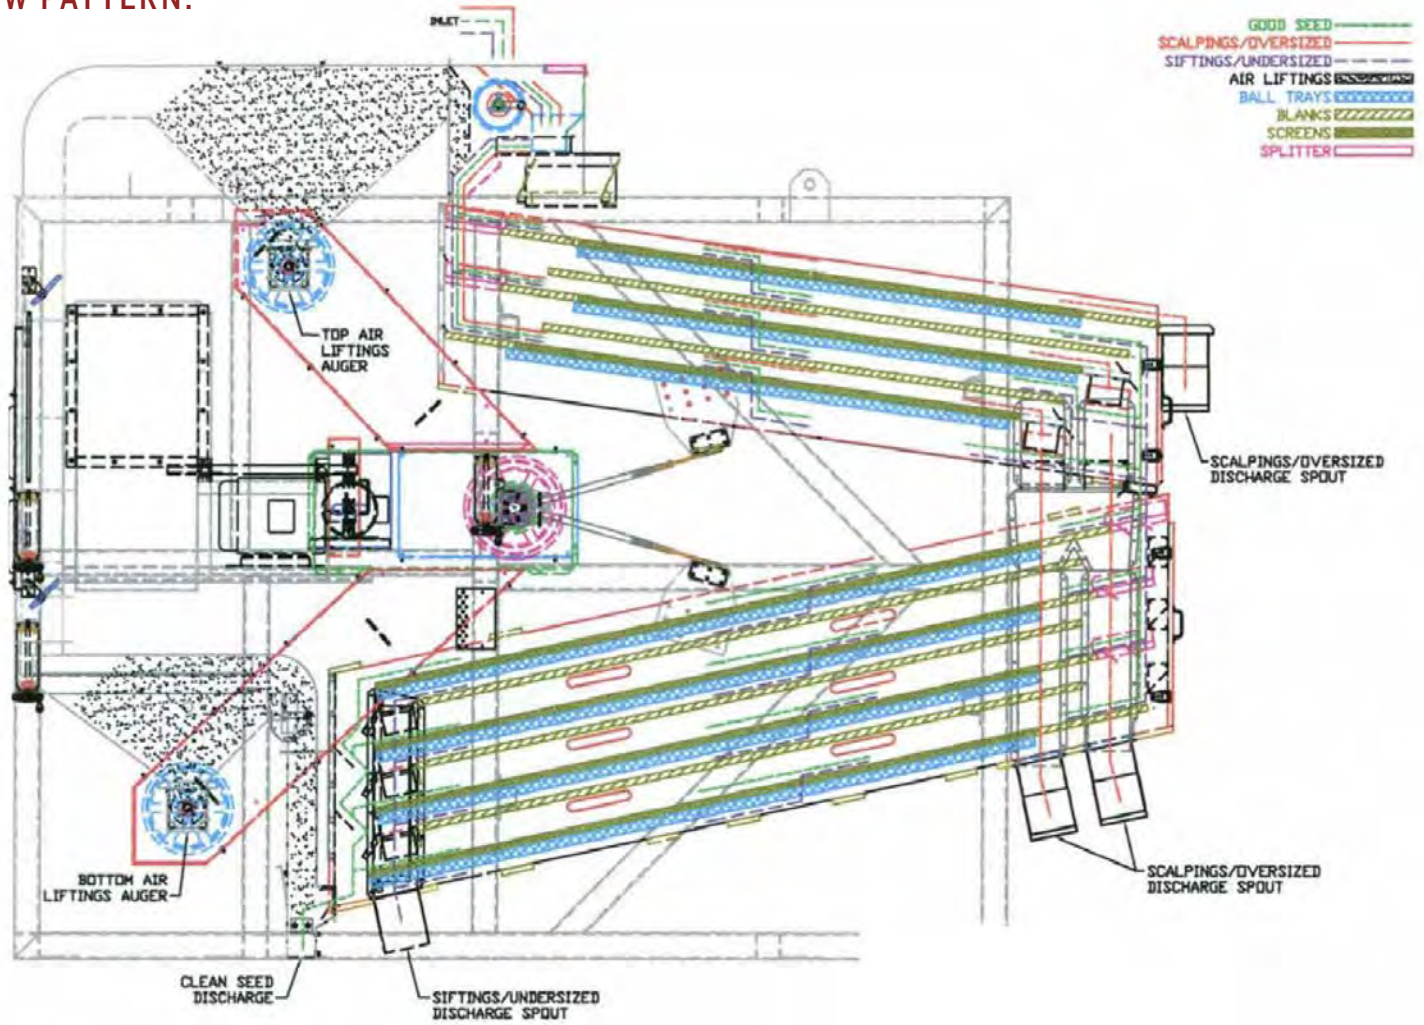 W PATTERN:
INLET
GOOD SEED
SCALPINGS/OVERSIZED
SIFTINGS/UNDERSIZED
AIR LIFTINGS
BALL TRAYS
BLANKS
SCREENS
SPLITTER
TOP AIR
LIFTINGS
AUGER
SCALPINGS/OVERSIZED
DISCHARGE SPOUT
BOTTOM AIR
LIFTINGS AUGER
SCALPINGS/OVERSIZED
DISCHARGE SPOUT
CLEAN SEED
DISCHARGE
SIFTINGS/UNDERSIZED
DISCHARGE SPOUT